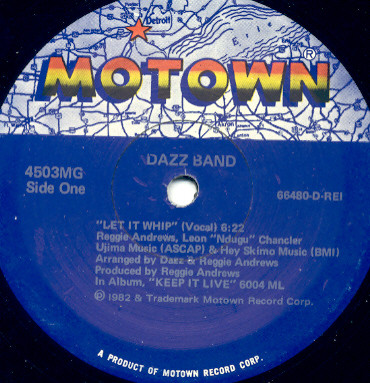 Detroit
Erie
MOTOWN®
Akron
DAZZ BAND
4503MG
Side One
66480-D-REI
"LET IT WHIP" (Vocal) 6:22
Reggie Andrews, Leon "Ndugu" Chancler
Ujima Music (ASCAP) & Hey Skimo Music (BMI)
Arranged by Dazz & Reggie Andrews
Produced by Reggie Andrews
In Album, "KEEP IT LIVE" 6004 ML
Ⓟ 1982 & Trademark Motown Record Corp.
A PRODUCT OF MOTOWN RECORD CORP.